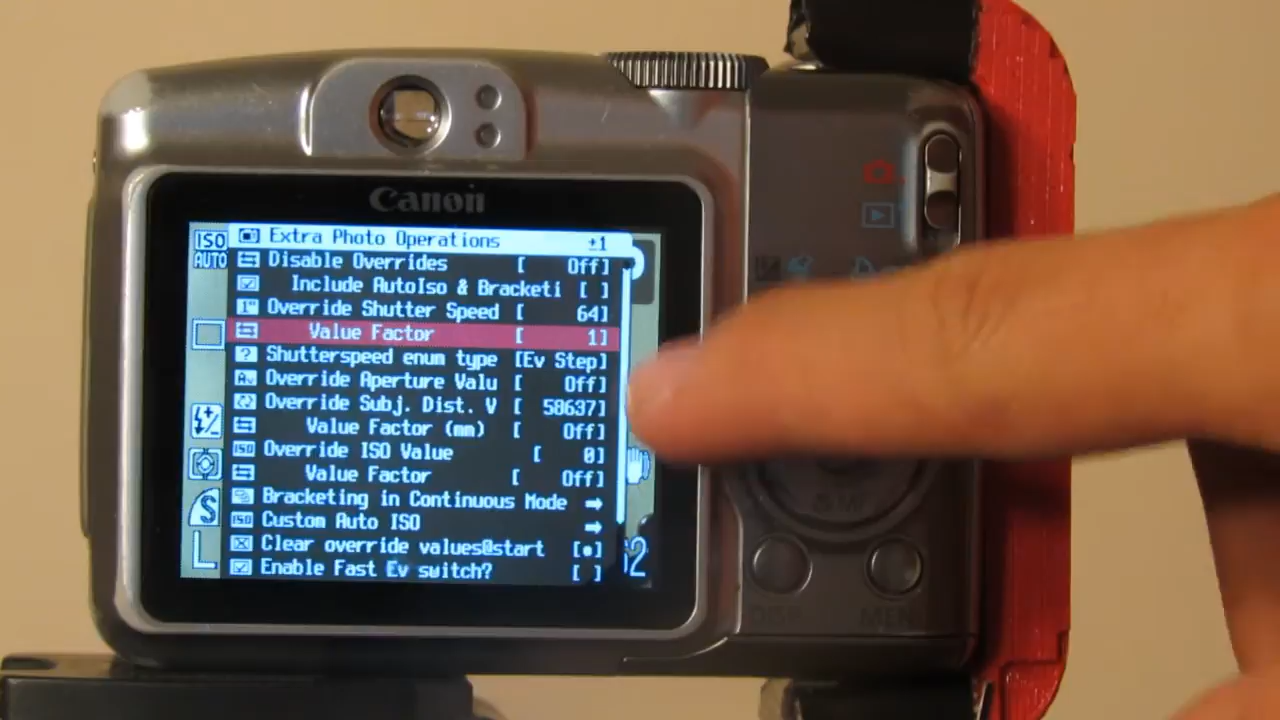 Canon
ISO
AUTO
Extra Photo Operations ±1
Disable Overrides [ Off]
Include AutoIso & Bracketi [ ]
Override Shutter Speed [ 64]
Value Factor [ 1]
Shutterspeed enum type [Ev Step]
Override Aperture Valu [ Off]
Override Subj. Dist. V [ 58637]
Value Factor (mm) [ Off]
Override ISO Value [ 0]
Value Factor [ Off]
Bracketing in Continuous Mode →
Custom Auto ISO →
Clear override values@start [•]
Enable Fast Ev switch? [ ]
S
L
DISP.
MENU